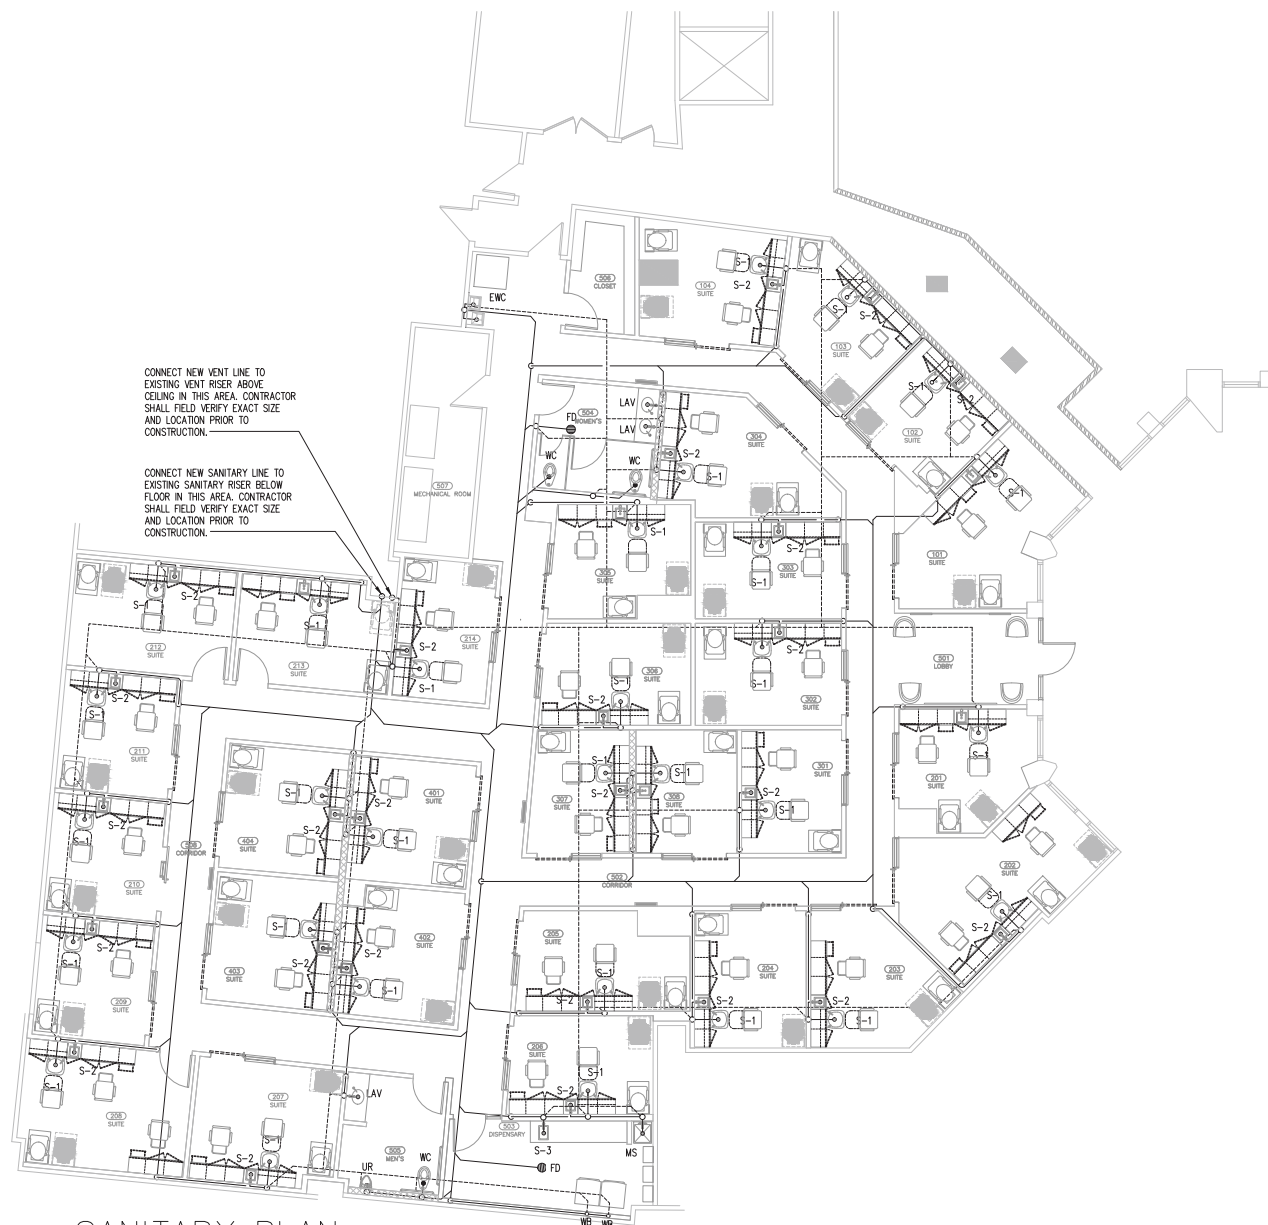 EWC
506
CLOSET
S-1
S-2
104
SUITE
S-1
S-2
103
SUITE
S-1
S-2
102
SUITE
CONNECT NEW VENT LINE TO
EXISTING VENT RISER ABOVE
CEILING IN THIS AREA. CONTRACTOR
SHALL FIELD VERIFY EXACT SIZE
AND LOCATION PRIOR TO
CONSTRUCTION.
CONNECT NEW SANITARY LINE TO
EXISTING SANITARY RISER BELOW
FLOOR IN THIS AREA. CONTRACTOR
SHALL FIELD VERIFY EXACT SIZE
AND LOCATION PRIOR TO
CONSTRUCTION.
507
MECHANICAL ROOM
FD
504
WOMEN'S
LAV
LAV
WC
WC
304
SUITE
S-2
S-1
S-1
101
SUITE
S-1
305
SUITE
S-2
S-1
303
SUITE
S-1
S-2
212
SUITE
S-1
213
SUITE
S-2
S-1
214
SUITE
S-1
306
SUITE
S-2
S-2
S-1
302
SUITE
501
LOBBY
S-2
S-1
211
SUITE
S-1
201
SUITE
S-1
S-2
404
SUITE
S-2
S-1
401
SUITE
S-1
S-2
307
SUITE
S-1
308
SUITE
S-2
S-1
301
SUITE
S-2
S-1
210
SUITE
508
CORRIDOR
502
CORRIDOR
202
SUITE
S-1
S-2
S-2
S-1
209
SUITE
S-1
S-2
403
SUITE
S-2
S-1
402
SUITE
205
SUITE
S-1
S-2
204
SUITE
S-2
S-1
203
SUITE
S-2
S-1
S-2
S-1
208
SUITE
207
SUITE
S-1
S-2
LAV
206
SUITE
S-1
S-2
503
DISPENSARY
S-3
MS
505
MEN'S
UR
WC
FD
WB
WB
SANITARY PLAN